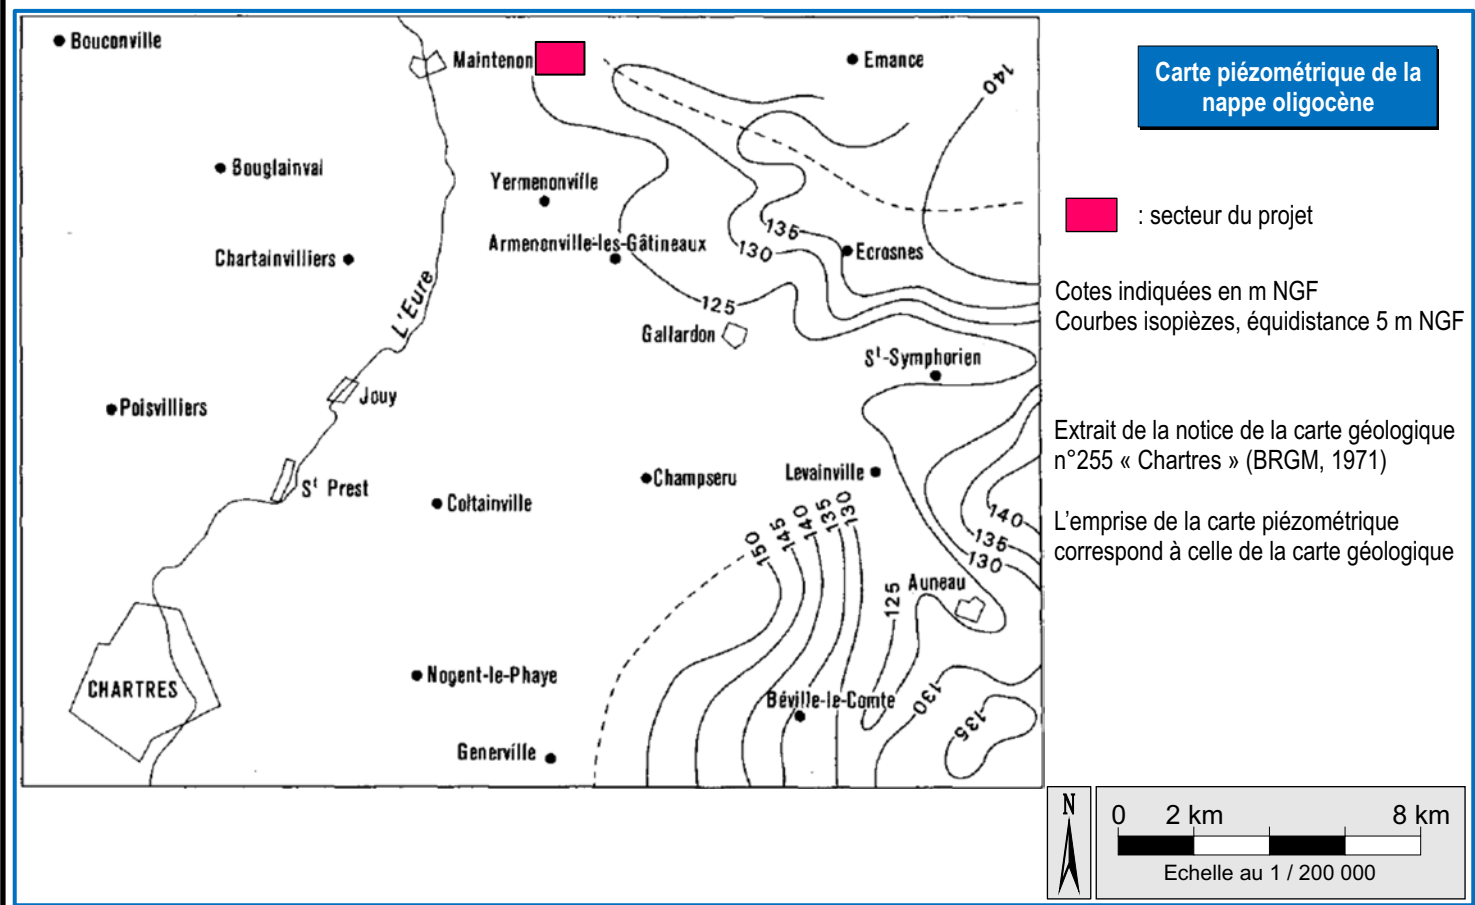 Bouconville
Maintenon
Emance
140
Bouglainval
Yermenonville
135
Armenonville-les-Gâtineaux
130
Ecrosnes
Chartainvilliers
L'Eure
125
Gallardon
St-Symphorien
Jouy
Poisvilliers
Levainville
Champseru
St Prest
Coltainville
150
145
140
135
130
140
135
130
Auneau
125
CHARTRES
Nogent-le-Phaye
Béville-le-Comte
130
135
Generville
Carte piézométrique de la
nappe oligocène
: secteur du projet
Cotes indiquées en m NGF
Courbes isopièzes, équidistance 5 m NGF
Extrait de la notice de la carte géologique
n°255 « Chartres » (BRGM, 1971)
L'emprise de la carte piézométrique
correspond à celle de la carte géologique
N
0 2 km 8 km
Echelle au 1 / 200 000